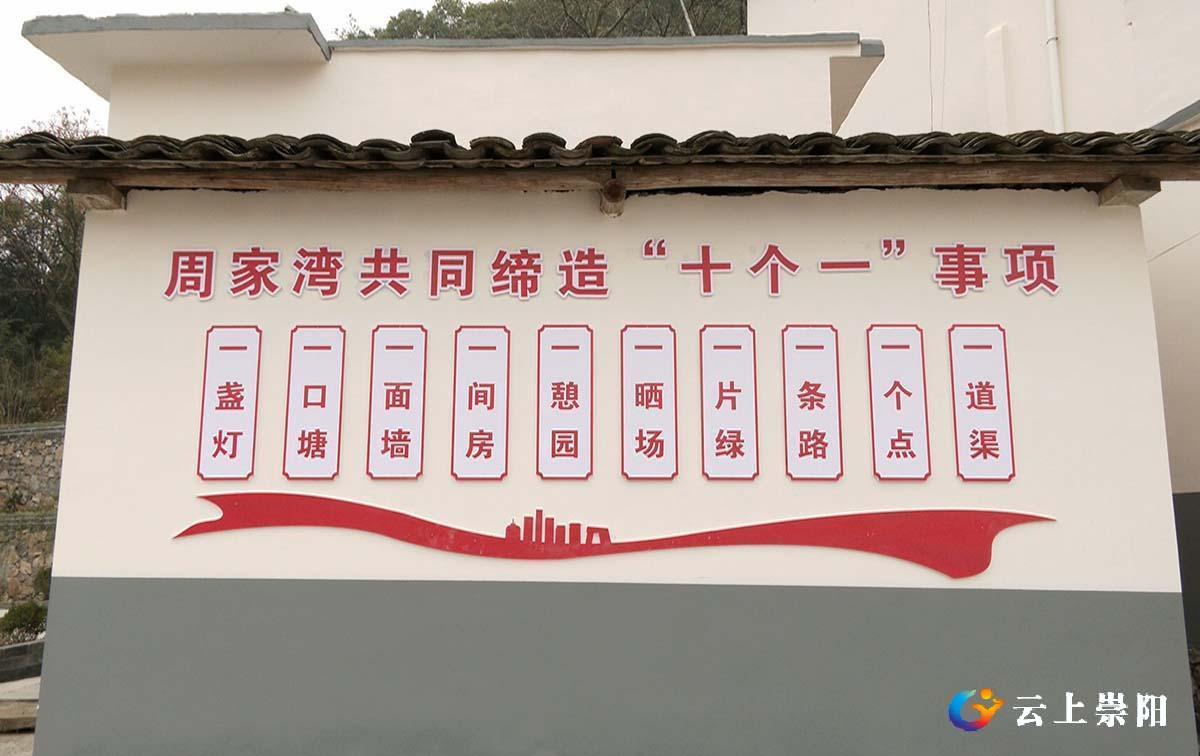 周家湾共同缔造“十个一”事项
一盏灯
一口塘
一面墙
一间房
一憩园
一晒场
一片绿
一条路
一个点
一道渠
云上崇阳